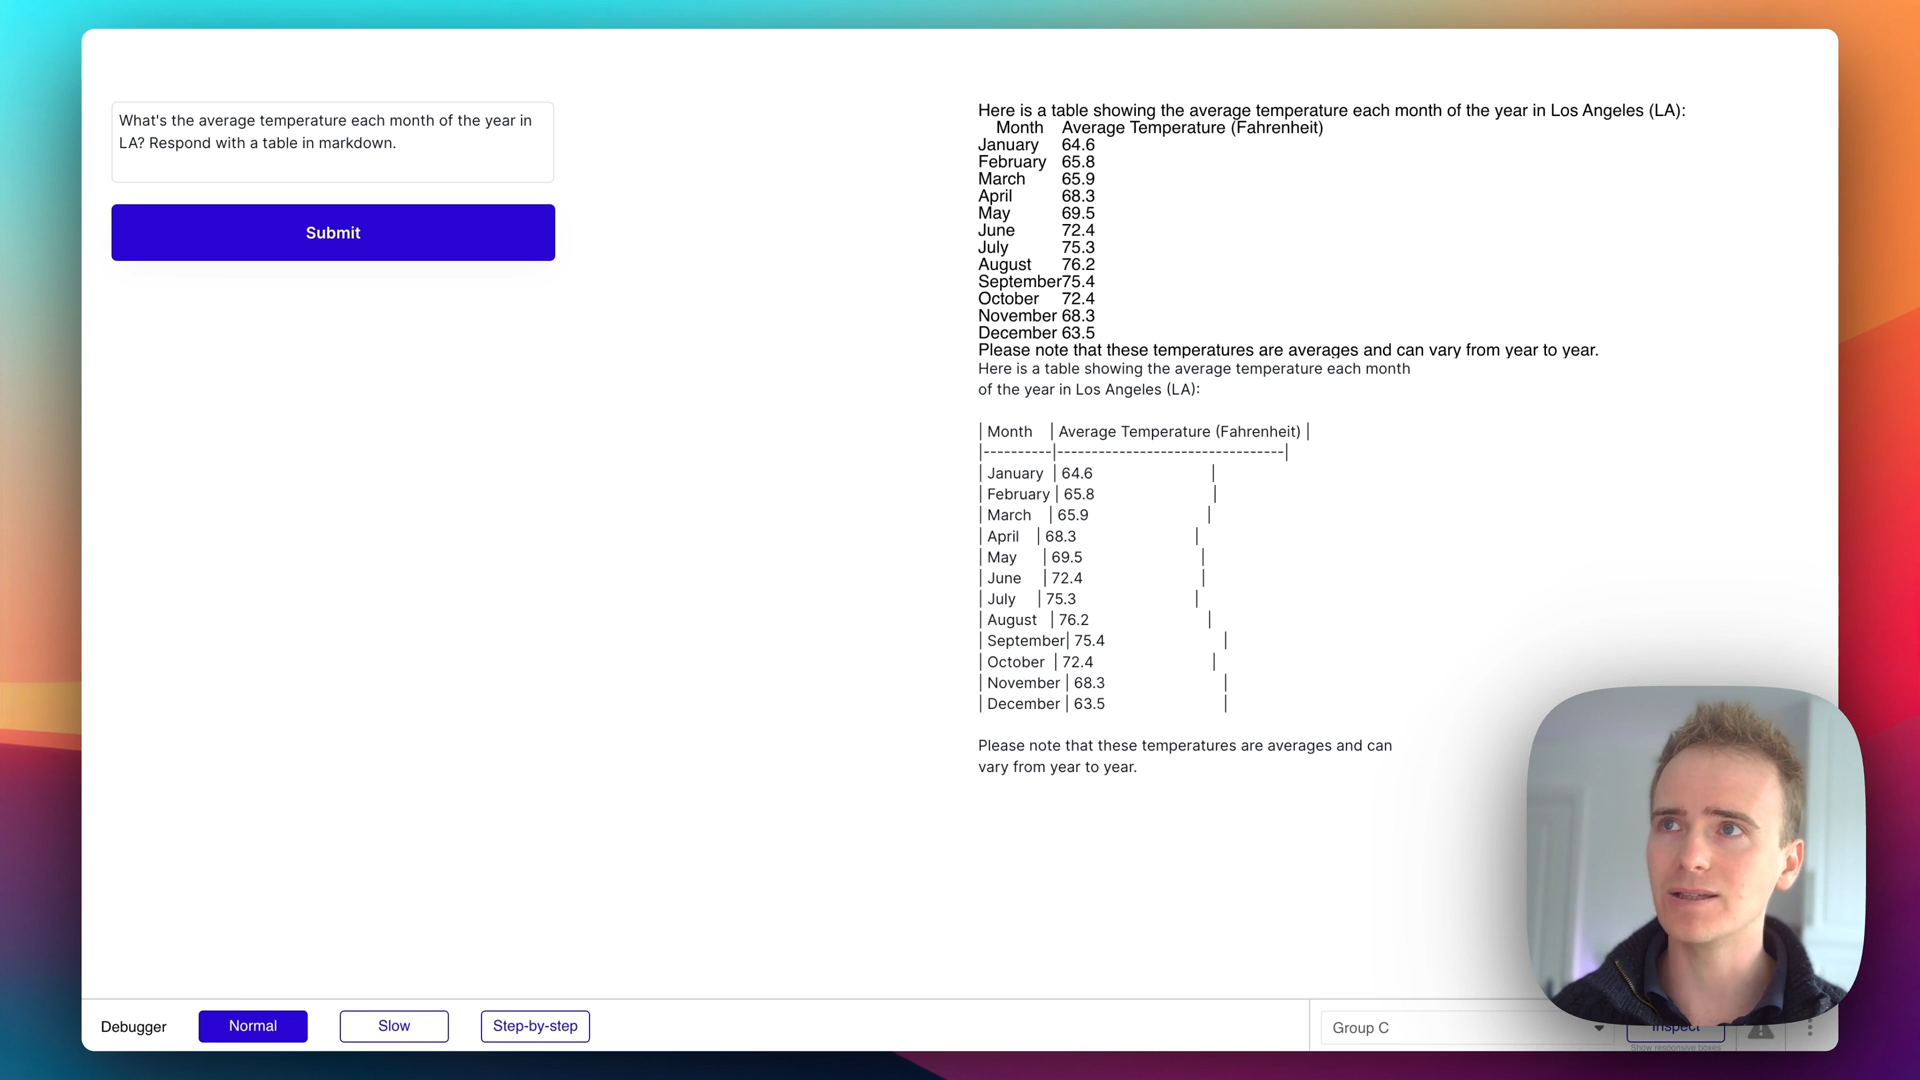 What's the average temperature each month of the year in
LA? Respond with a table in markdown.
Submit
Here is a table showing the average temperature each month of the year in Los Angeles (LA):
Month Average Temperature (Fahrenheit)
January 64.6
February 65.8
March 65.9
April 68.3
May 69.5
June 72.4
July 75.3
August 76.2
September75.4
October 72.4
November 68.3
December 63.5
Please note that these temperatures are averages and can vary from year to year.
Here is a table showing the average temperature each month
of the year in Los Angeles (LA):
| Month | Average Temperature (Fahrenheit) |
|----------|---------------------------------|
| January | 64.6 |
| February | 65.8 |
| March | 65.9 |
| April | 68.3 |
| May | 69.5 |
| June | 72.4 |
| July | 75.3 |
| August | 76.2 |
| September| 75.4 |
| October | 72.4 |
| November | 68.3 |
| December | 63.5 |
Please note that these temperatures are averages and can
vary from year to year.
Debugger Normal Slow Step-by-step Group C Inspect
Show responsive boxes